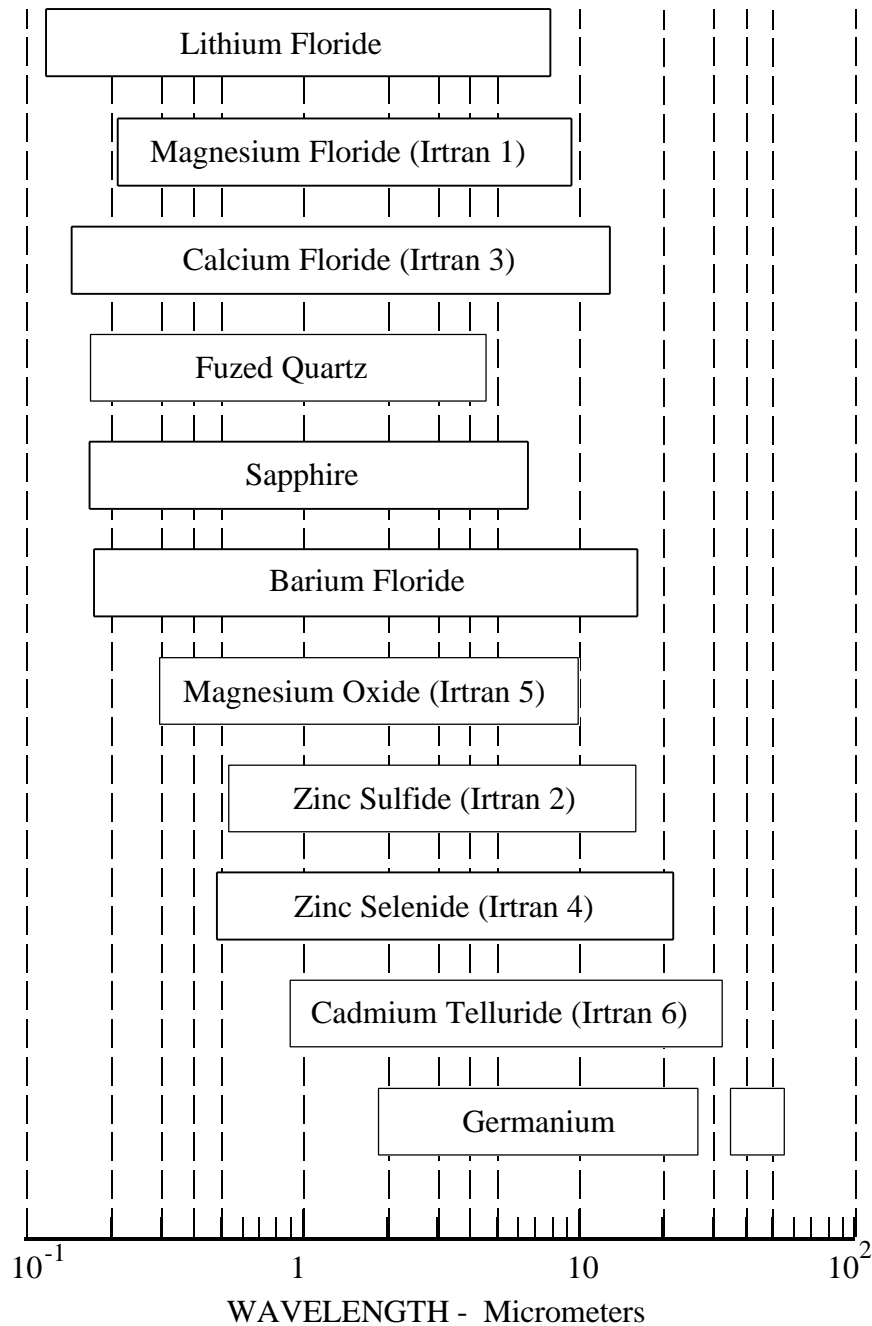 Lithium Floride
Magnesium Floride (Irtran 1)
Calcium Floride (Irtran 3)
Fuzed Quartz
Sapphire
Barium Floride
Magnesium Oxide (Irtran 5)
Zinc Sulfide (Irtran 2)
Zinc Selenide (Irtran 4)
Cadmium Telluride (Irtran 6)
Germanium
10^-1 1 10 10^2
WAVELENGTH - Micrometers